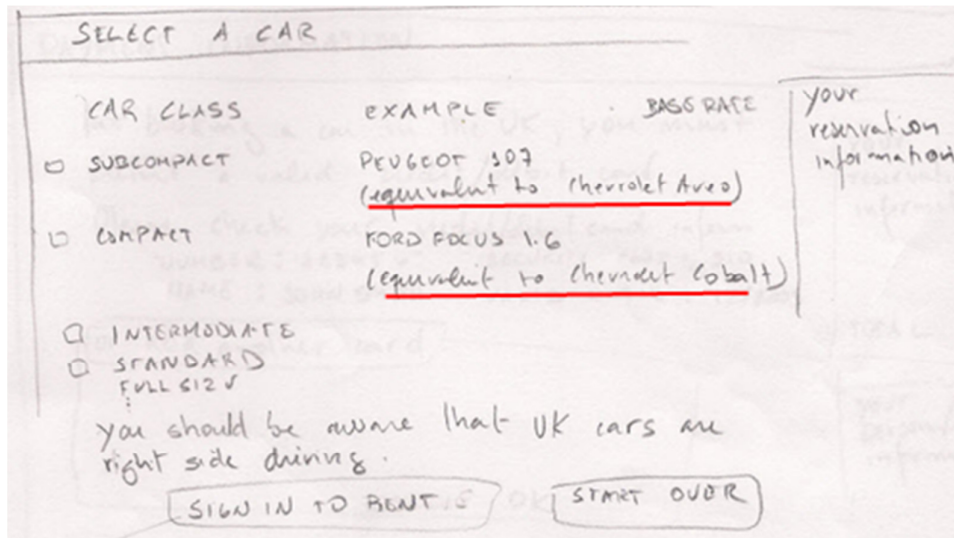 SELECT A CAR
CAR CLASS EXAMPLE BASE RATE
your
reservation
information
SUBCOMPACT PEUGEOT 107
(equivalent to Chevrolet Aveo)
COMPACT FORD FOCUS 1.6
(equivalent to Chevrolet Cobalt)
INTERMEDIATE
STANDARD
FULL SIZE
you should be aware that UK cars are
right side driving.
SIGN IN TO RENT START OVER